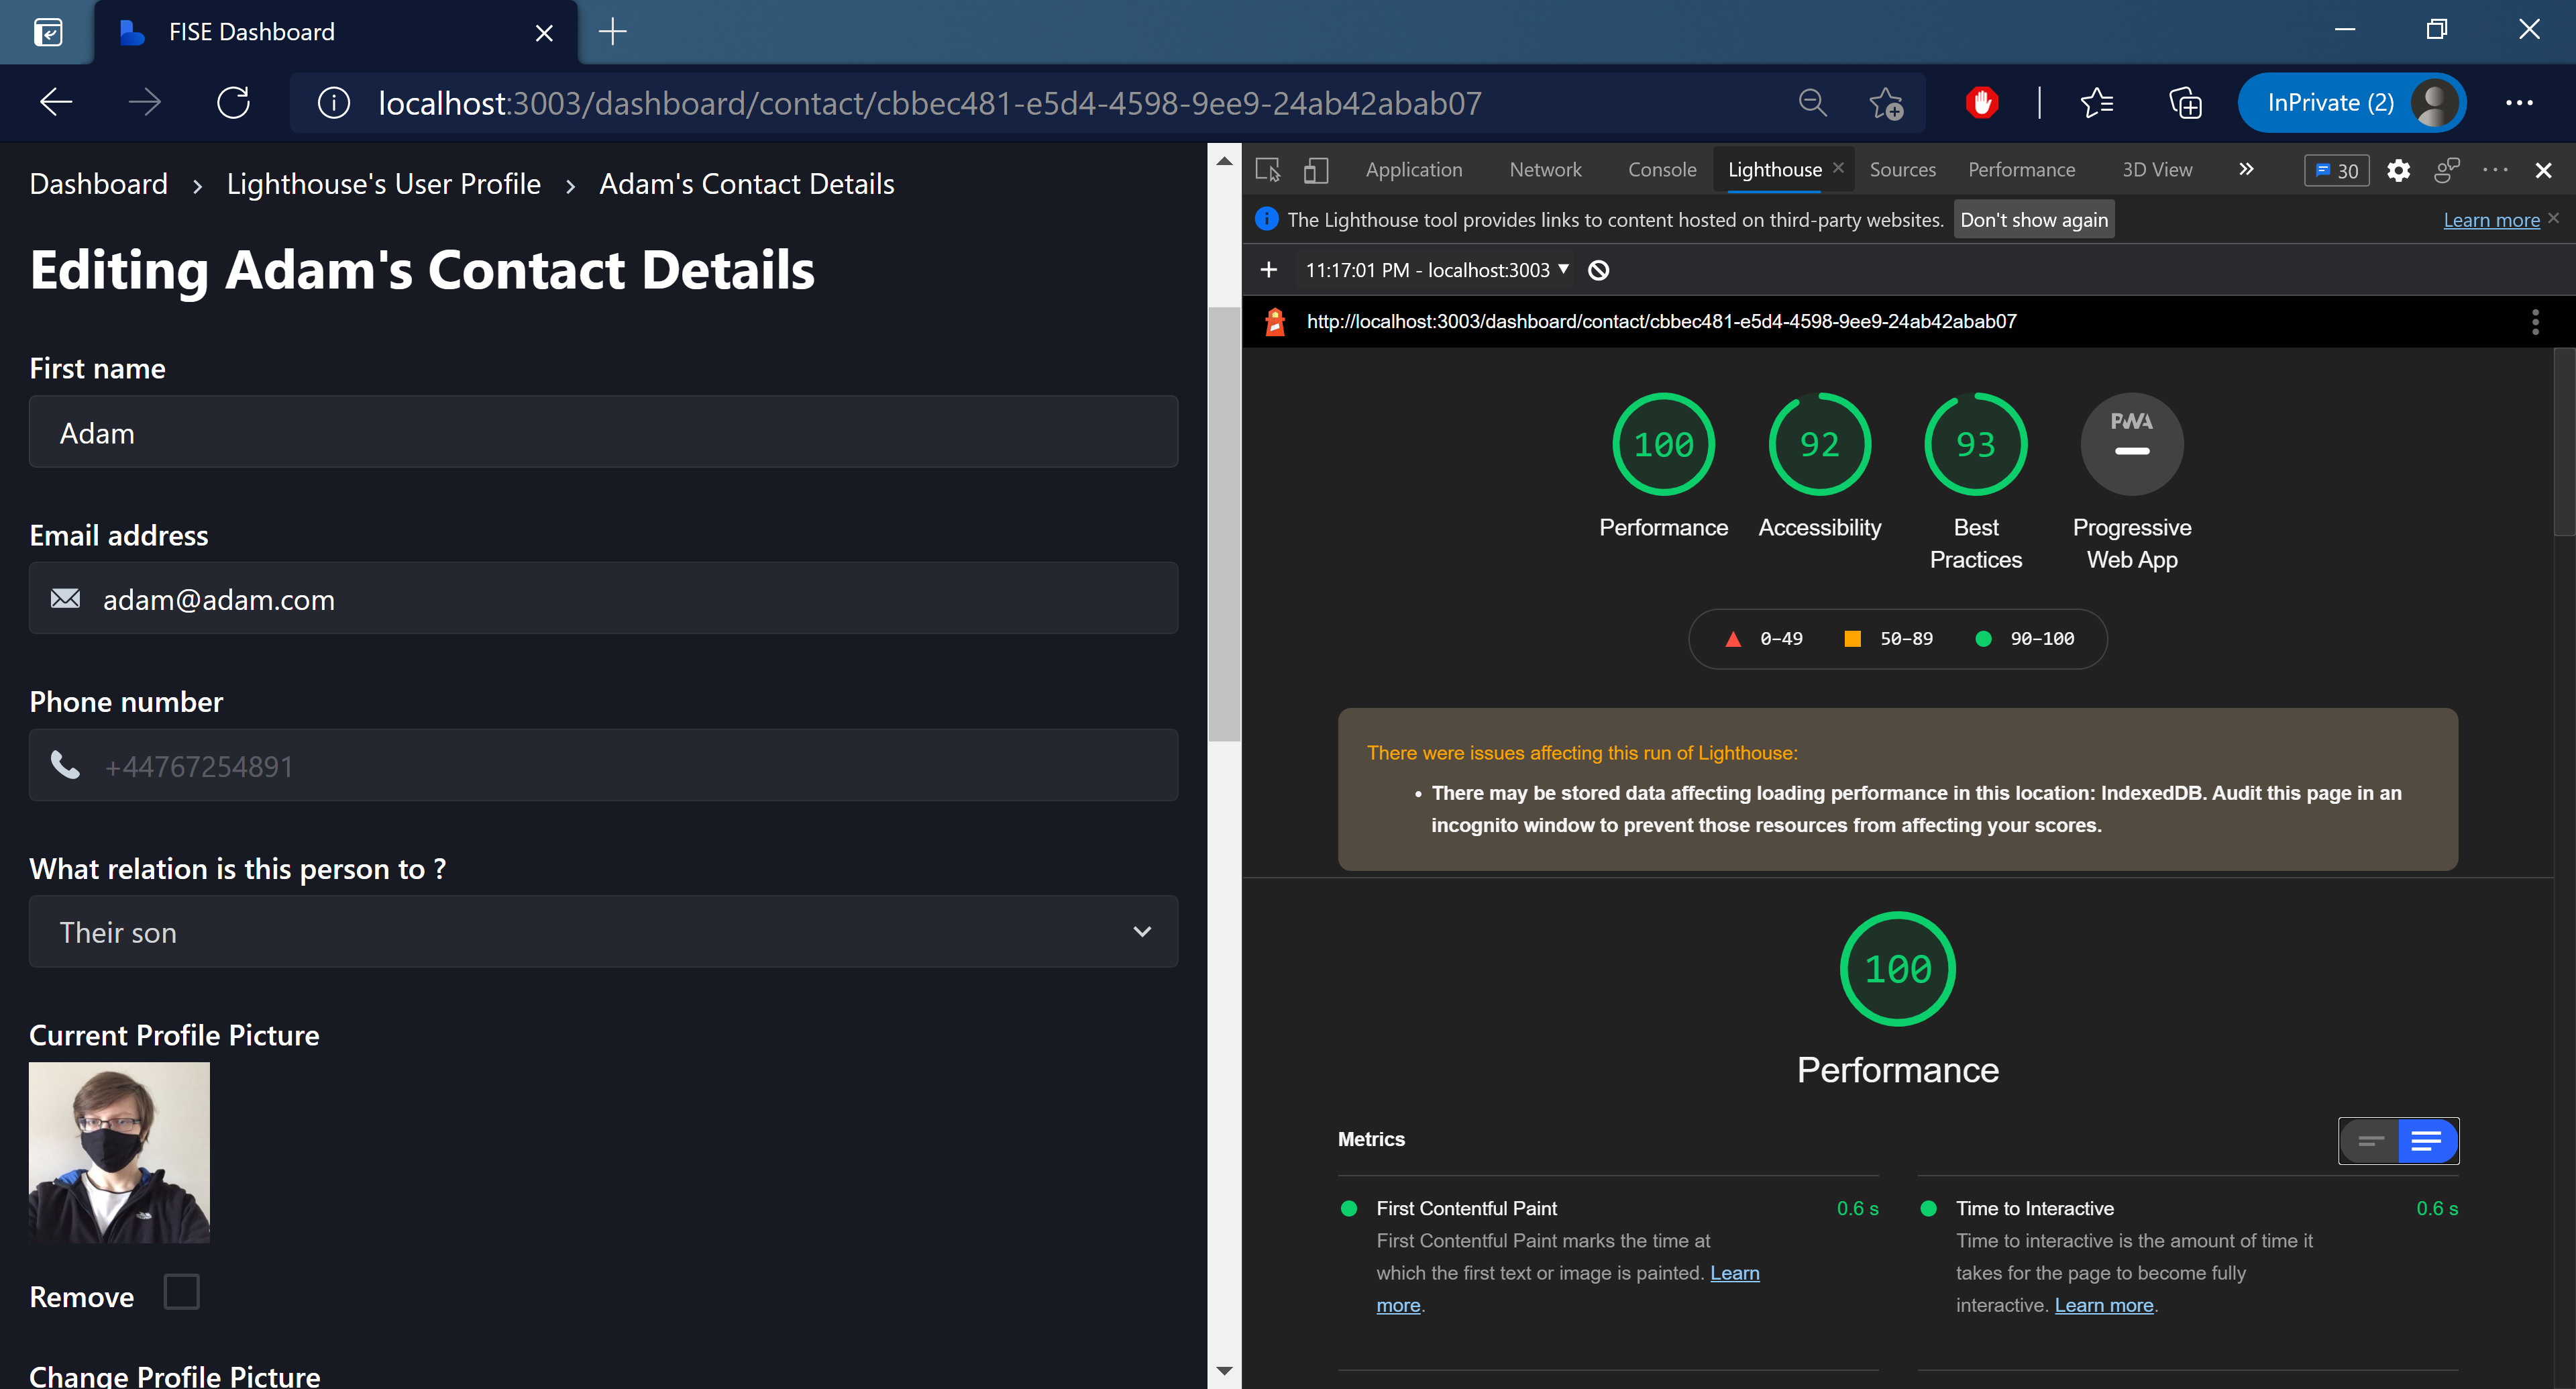 FISE Dashboard
localhost:3003/dashboard/contact/cbbec481-e5d4-4598-9ee9-24ab42abab07
InPrivate (2)
Dashboard › Lighthouse's User Profile › Adam's Contact Details
Editing Adam's Contact Details
First name
Adam
Email address
adam@adam.com
Phone number
+44767254891
What relation is this person to ?
Their son
Current Profile Picture
Remove
Change Profile Picture
Application Network Console Lighthouse Sources Performance 3D View 30
The Lighthouse tool provides links to content hosted on third-party websites. Don't show again Learn more
11:17:01 PM - localhost:3003
http://localhost:3003/dashboard/contact/cbbec481-e5d4-4598-9ee9-24ab42abab07
100 92 93 PWA
Performance Accessibility Best Practices Progressive Web App
0–49 50–89 90–100
There were issues affecting this run of Lighthouse:
• There may be stored data affecting loading performance in this location: IndexedDB. Audit this page in an
incognito window to prevent those resources from affecting your scores.
100
Performance
Metrics
First Contentful Paint 0.6 s
First Contentful Paint marks the time at
which the first text or image is painted. Learn
more.
Time to Interactive 0.6 s
Time to interactive is the amount of time it
takes for the page to become fully
interactive. Learn more.